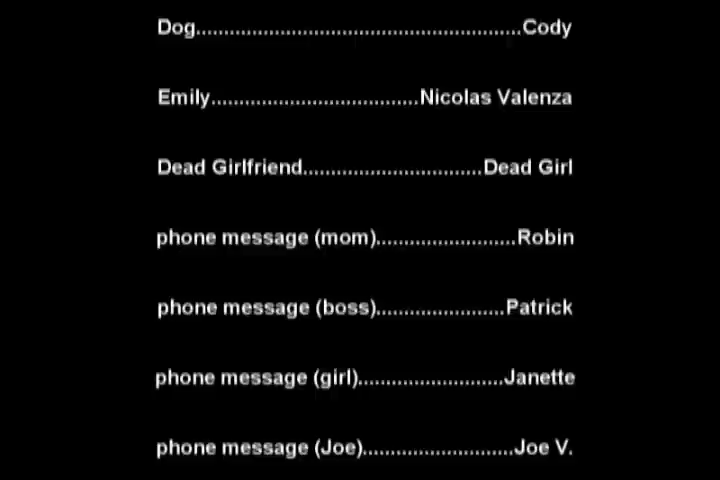 Dog..........................................................Cody
Emily.....................................Nicolas Valenza
Dead Girlfriend................................Dead Girl
phone message (mom).........................Robin
phone message (boss).......................Patrick
phone message (girl)..........................Janette
phone message (Joe)...........................Joe V.